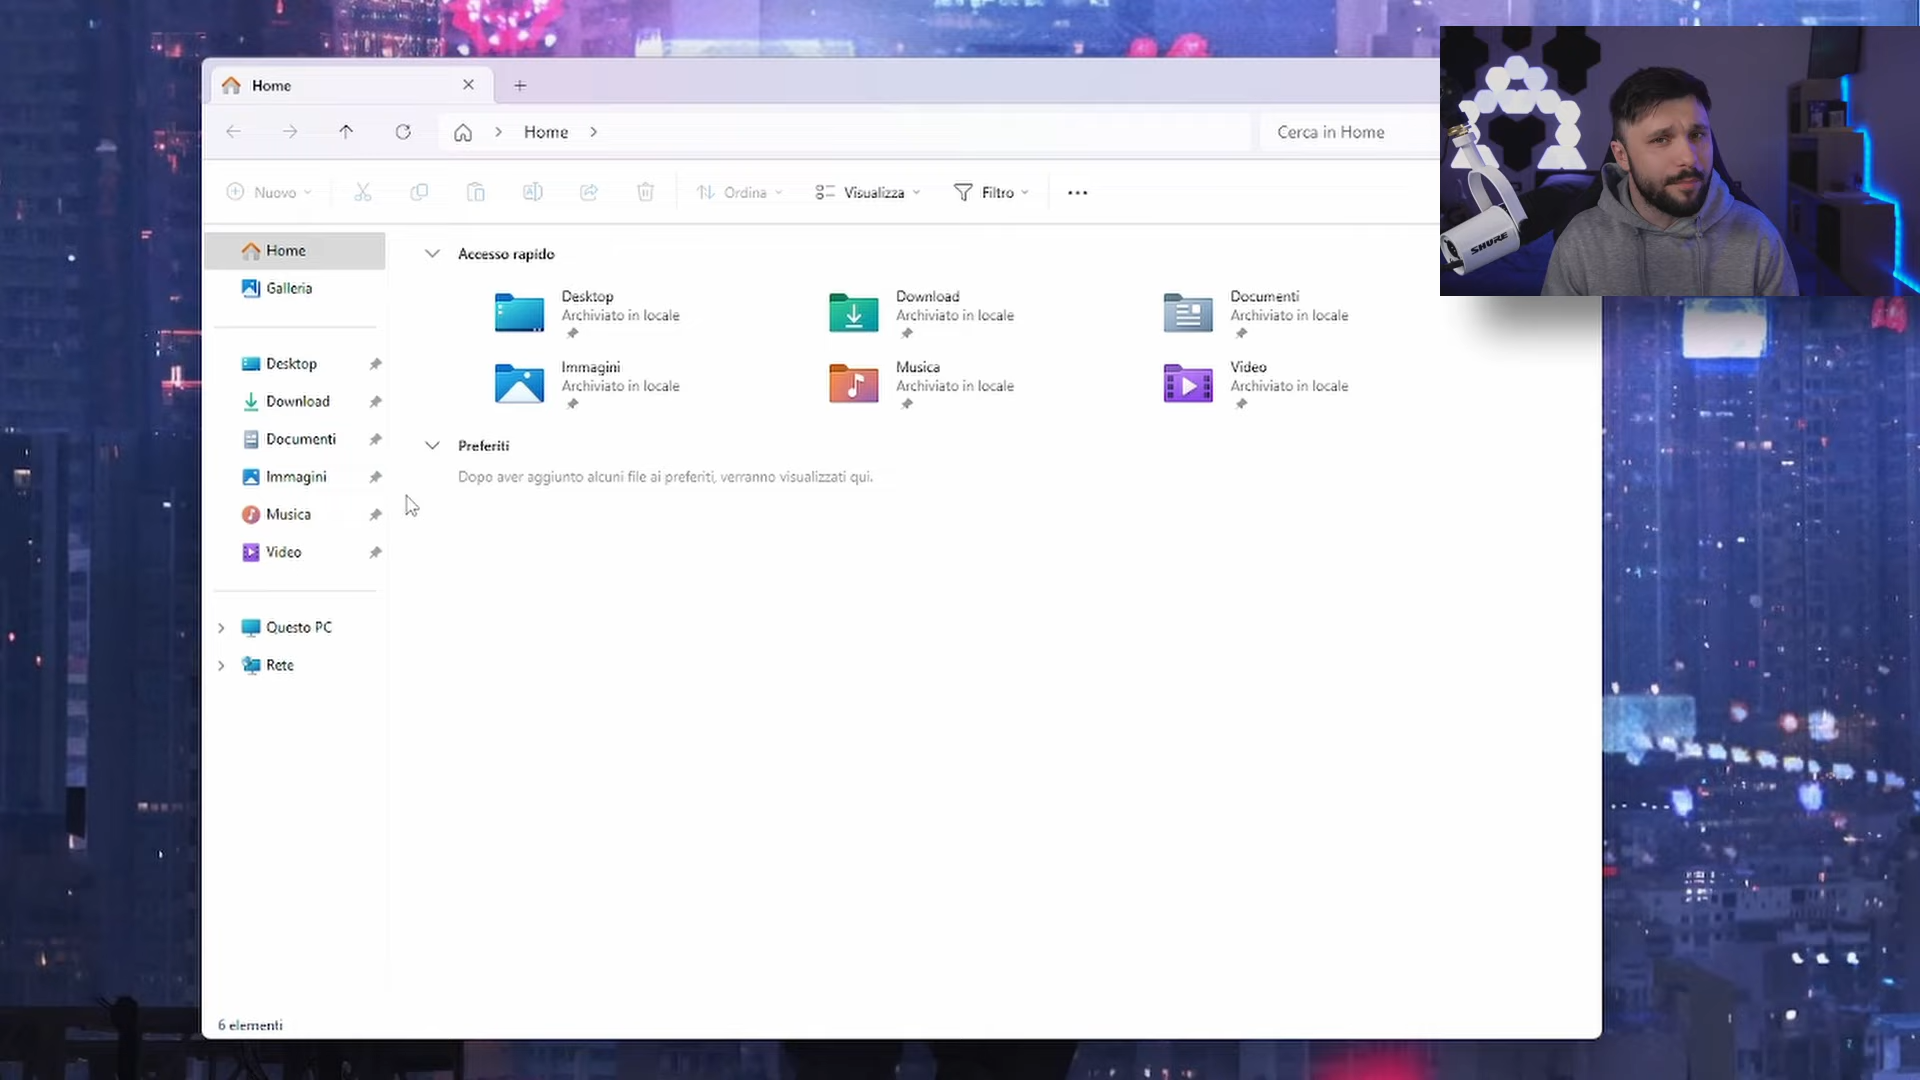 Home
Home
Cerca in Home
Nuovo
Ordina
Visualizza
Filtro
Home
Galleria
Desktop
Download
Documenti
Immagini
Musica
Video
Questo PC
Rete
Accesso rapido
Desktop
Archiviato in locale
Download
Archiviato in locale
Documenti
Archiviato in locale
Immagini
Archiviato in locale
Musica
Archiviato in locale
Video
Archiviato in locale
Preferiti
Dopo aver aggiunto alcuni file ai preferiti, verranno visualizzati qui.
6 elementi
SHURE